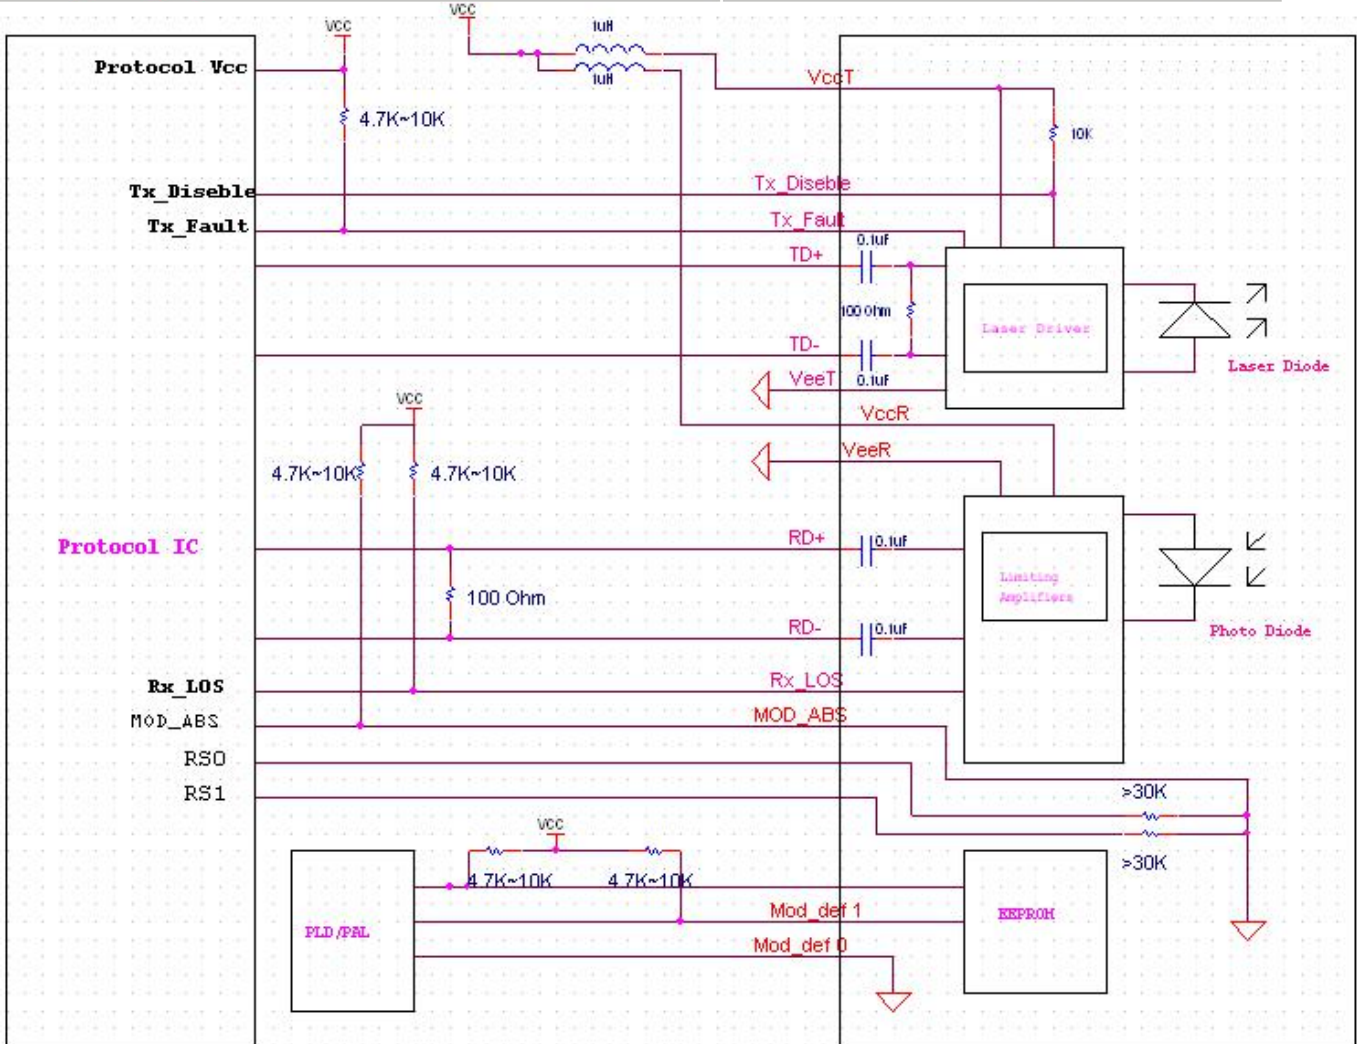 VCC
VCC
1uH
1uH
Protocol Vcc
VccT
4.7K~10K
10K
Tx_Diseble
Tx_Diseble
Tx_Fault
Tx_Fault
0.1uF
TD+
100 Ohm
Laser Driver
TD-
Laser Diode
VeeT
0.1uF
VCC
VccR
VeeR
4.7K~10K
4.7K~10K
Protocol IC
RD+
0.1uF
Limiting
Amplifiers
100 Ohm
RD-
0.1uF
Photo Diode
Rx_LOS
Rx_LOS
MOD_ABS
MOD_ABS
RS0
RS1
>30K
VCC
>30K
4.7K~10K
4.7K~10K
Mod_def 1
EEPROM
PLD/PAL
Mod_def 0